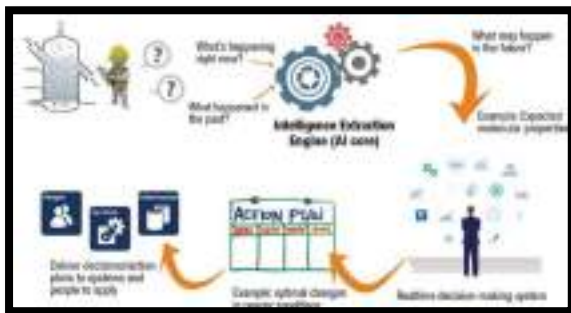 ?
?
What's happening
right now?
What happened in
the past?
Intelligence Extraction
Engine (AI core)
What may happen
in the future?
Example: Expected
molecular properties
Realtime decision making system
ACTION PLAN
Example: optimal changes
in reactor conditions
Deliver decision/action
plans to systems and
people to apply